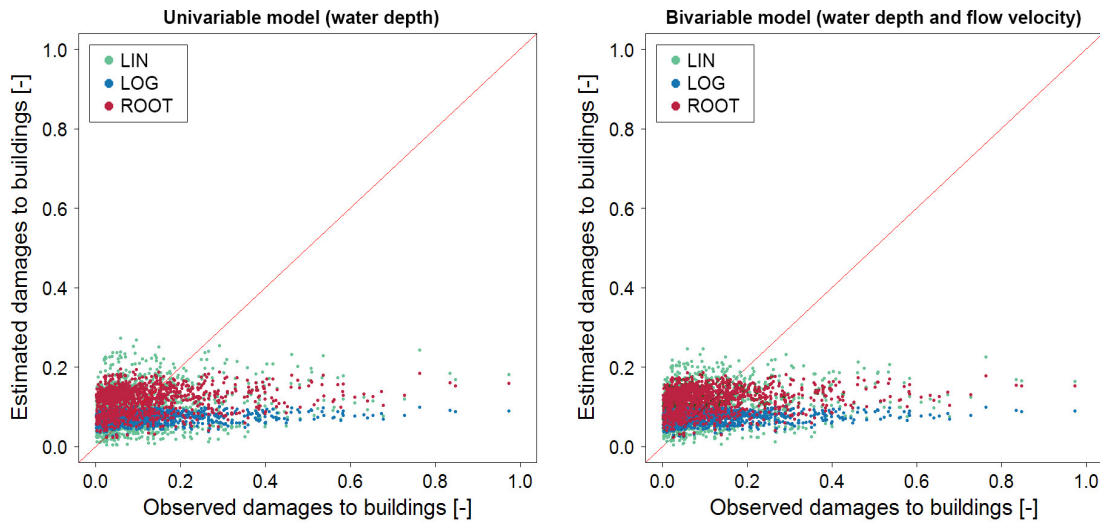 Univariable model (water depth)
Estimated damages to buildings [-]
1.0
0.8
0.6
0.4
0.2
0.0
LIN
LOG
ROOT
0.0 0.2 0.4 0.6 0.8 1.0
Observed damages to buildings [-]
Bivariable model (water depth and flow velocity)
Estimated damages to buildings [-]
1.0
0.8
0.6
0.4
0.2
0.0
LIN
LOG
ROOT
0.0 0.2 0.4 0.6 0.8 1.0
Observed damages to buildings [-]